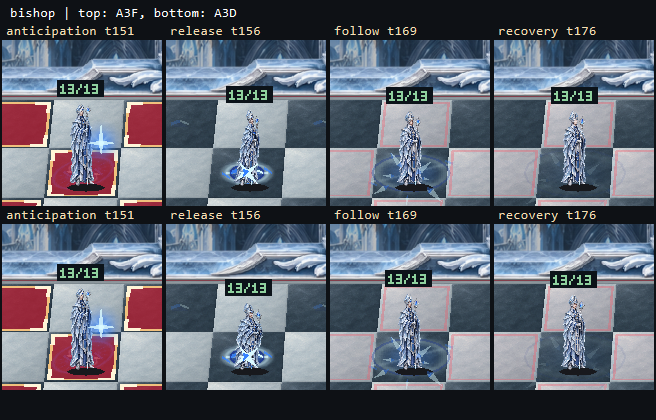 bishop | top: A3F, bottom: A3D
anticipation t151 release t156 follow t169 recovery t176
13/13 13/13 13/13 13/13
anticipation t151 release t156 follow t169 recovery t176
13/13 13/13 13/13 13/13